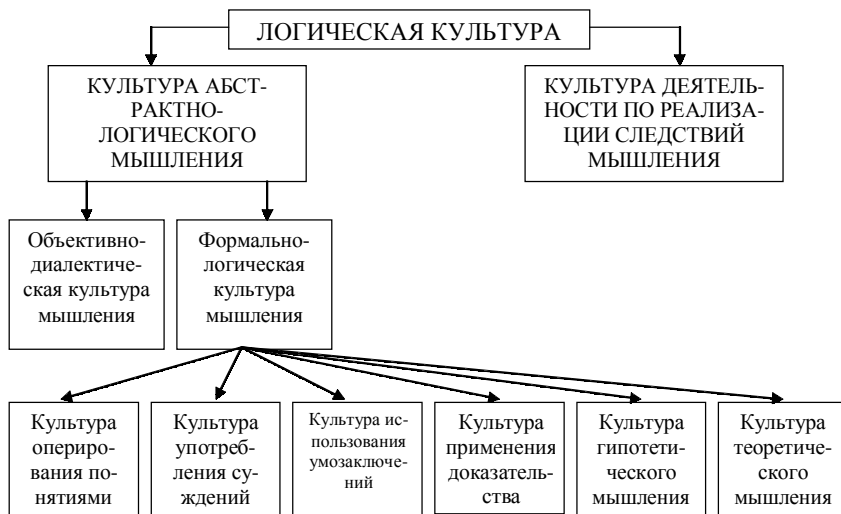 ЛОГИЧЕСКАЯ КУЛЬТУРА
КУЛЬТУРА АБСТ-
РАКТНО-
ЛОГИЧЕСКОГО
МЫШЛЕНИЯ
КУЛЬТУРА ДЕЯТЕЛЬ-
НОСТИ ПО РЕАЛИЗА-
ЦИИ СЛЕДСТВИЙ
МЫШЛЕНИЯ
Объективно-
диалектиче-
ская культура
мышления
Формально-
логическая
культура
мышления
Культура
оперирова-
ния по-
нятиями
Культура
употреб-
ления су-
ждений
Культура ис-
пользования
умозаключе-
ний
Культура
применения
доказатель-
ства
Культура
гипотети-
ческого
мышления
Культура
теоретиче-
ского
мышления